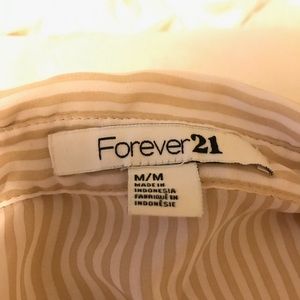 Forever21
M/M
MADE IN
INDONESIA
FABRIQUÉ EN
INDONÉSIE